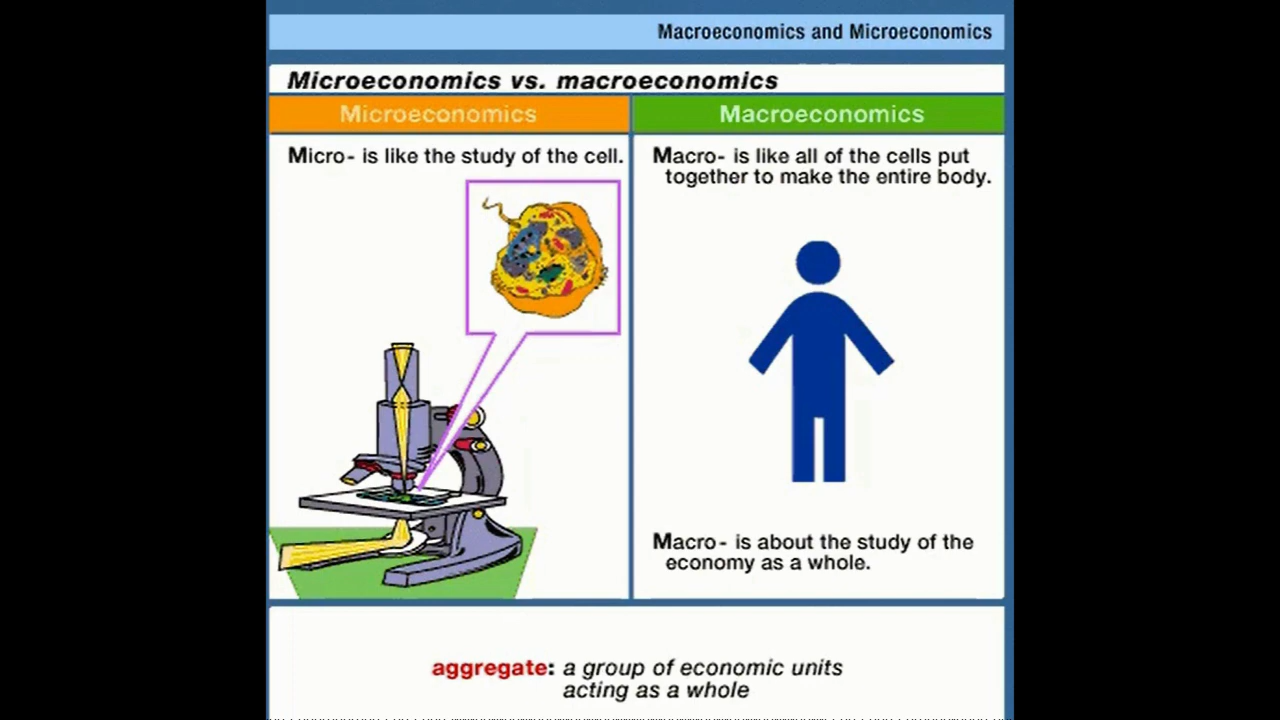 Macroeconomics and Microeconomics
Microeconomics vs. macroeconomics
Microeconomics
Macroeconomics
Micro- is like the study of the cell.
Macro- is like all of the cells put
together to make the entire body.
Macro- is about the study of the
economy as a whole.
aggregate: a group of economic units
acting as a whole